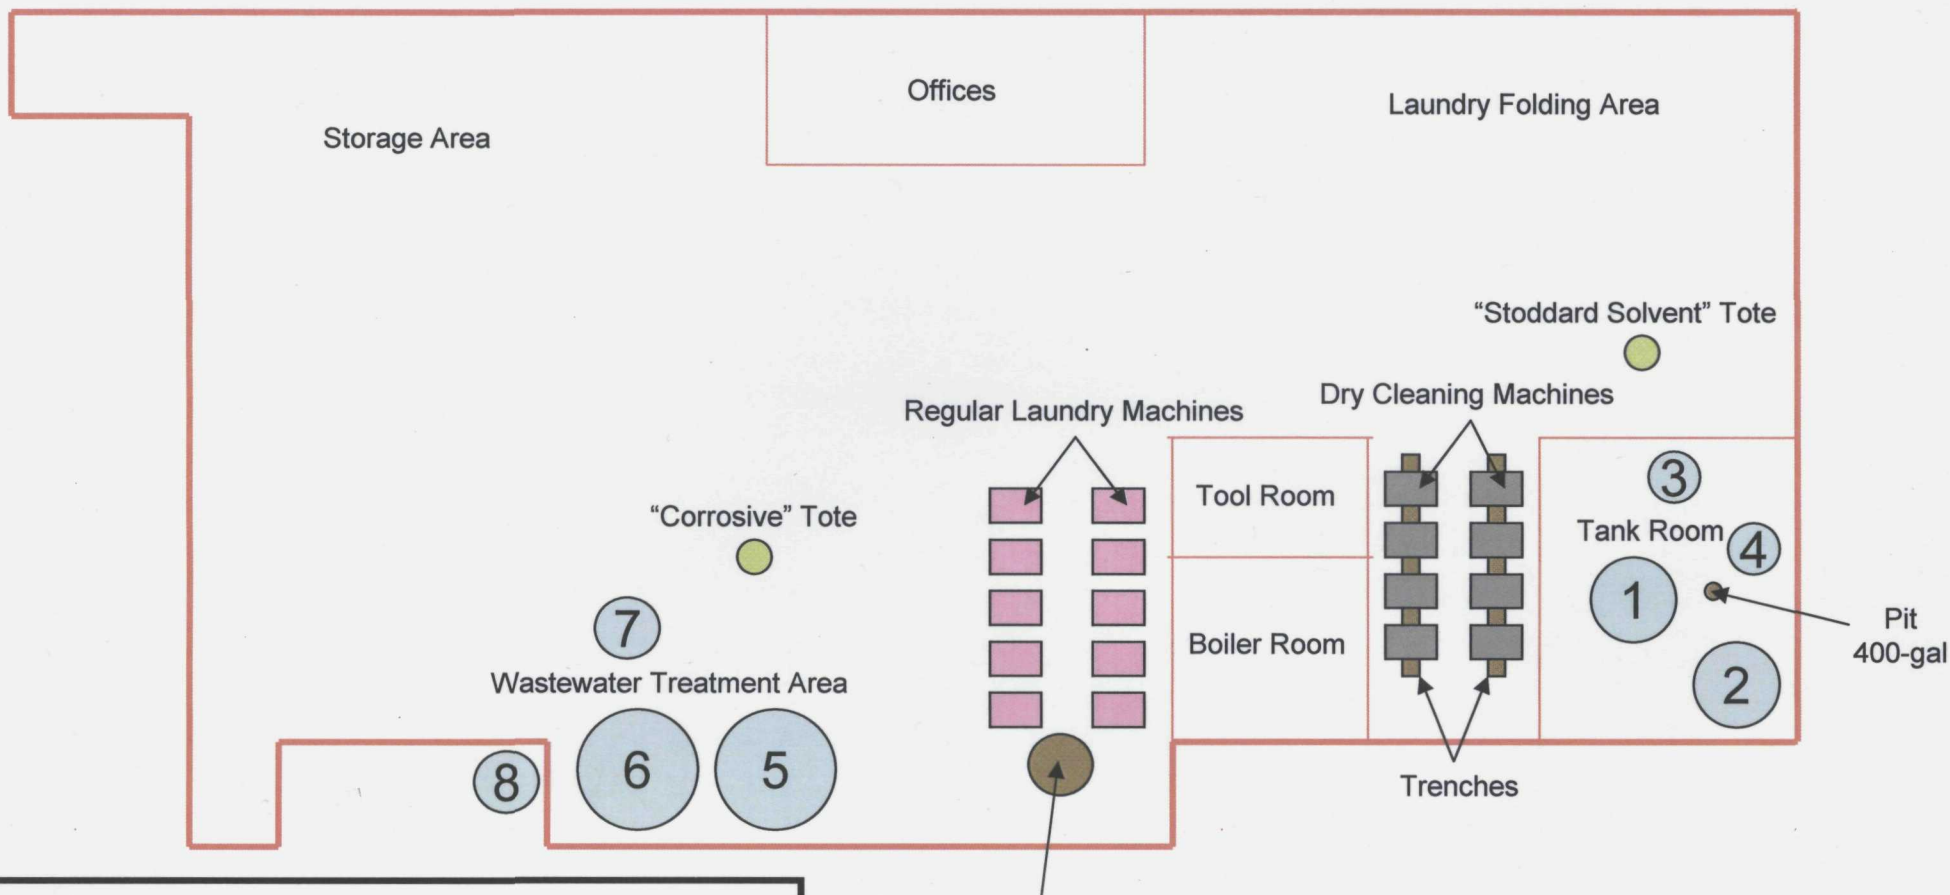 Offices
Laundry Folding Area
Storage Area
“Stoddard Solvent” Tote
Dry Cleaning Machines
Regular Laundry Machines
3
Tool Room
“Corrosive” Tote
Tank Room
4
1
Pit
400-gal
7
Boiler Room
Wastewater Treatment Area
2
8
6
5
Trenches